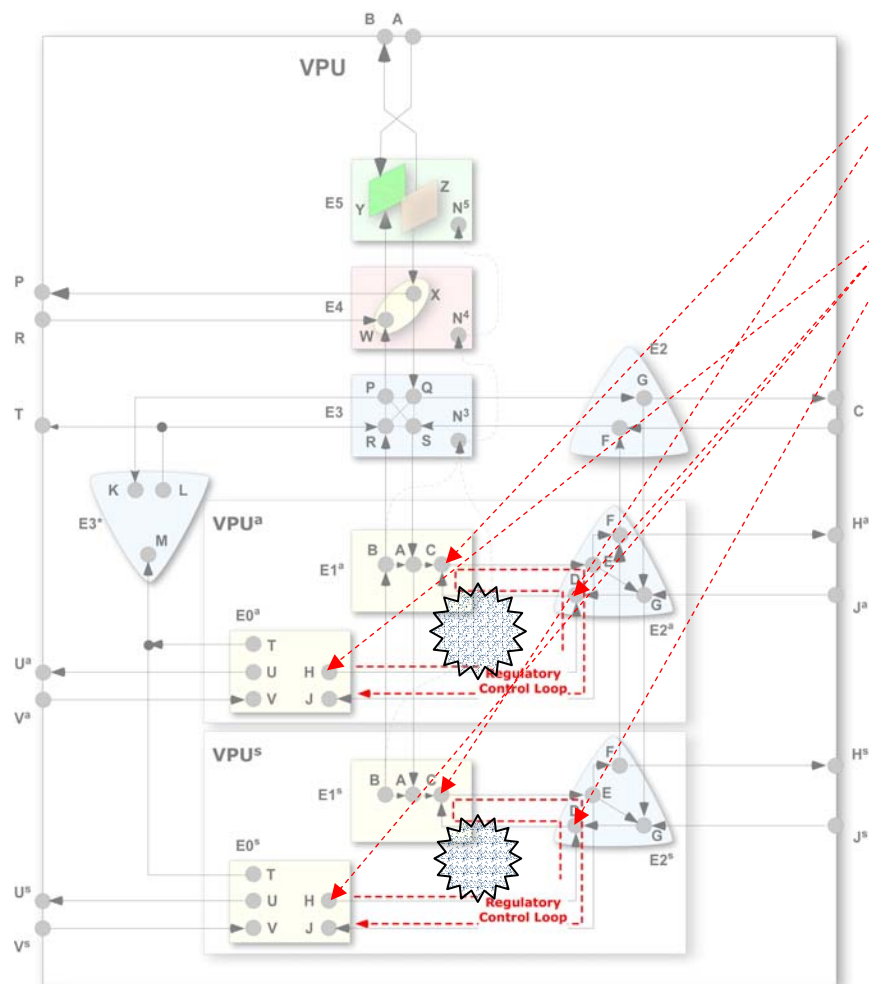 B A
VPU
E5
Y
Z
N⁵
P
E4
X
R
W
N⁴
E2
P Q
G
T
E3
C
R S
N³
F
K L
E3*
M
VPUᵃ
F
Hᵃ
B A C
E1ᵃ
E
D
G
Jᵃ
E0ᵃ
E2ᵃ
T
Uᵃ
U H
Regulatory
Control Loop
V J
Vᵃ
VPUˢ
F
Hˢ
B A C
E1ˢ
E
D
G
Jˢ
E0ˢ
E2ˢ
T
Uˢ
U H
Regulatory
Control Loop
V J
Vˢ